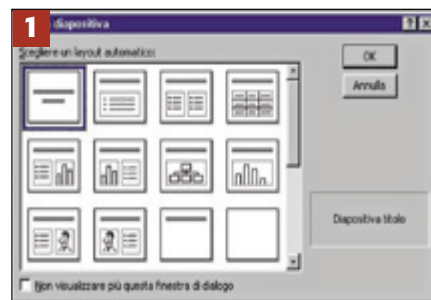 1
diapositiva
Scegliere un layout automatico:
OK
Annulla
Diapositiva titolo
Non visualizzare più questa finestra di dialogo